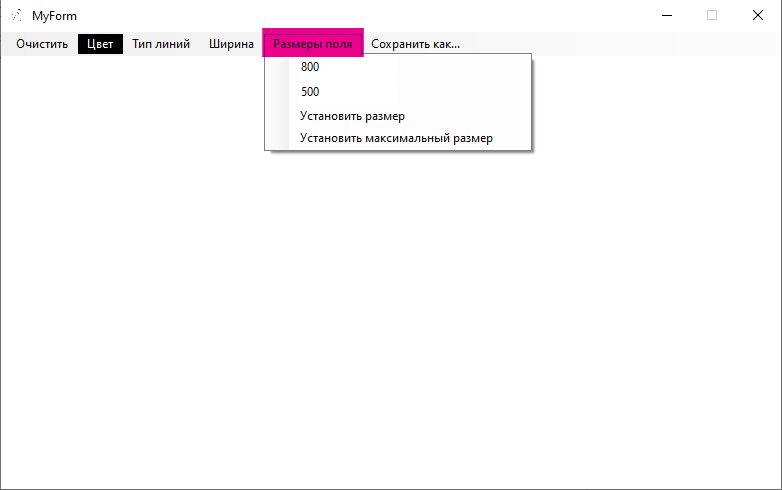 MyForm
Очистить Цвет Тип линий Ширина Размеры поля Сохранить как...
800
500
Установить размер
Установить максимальный размер